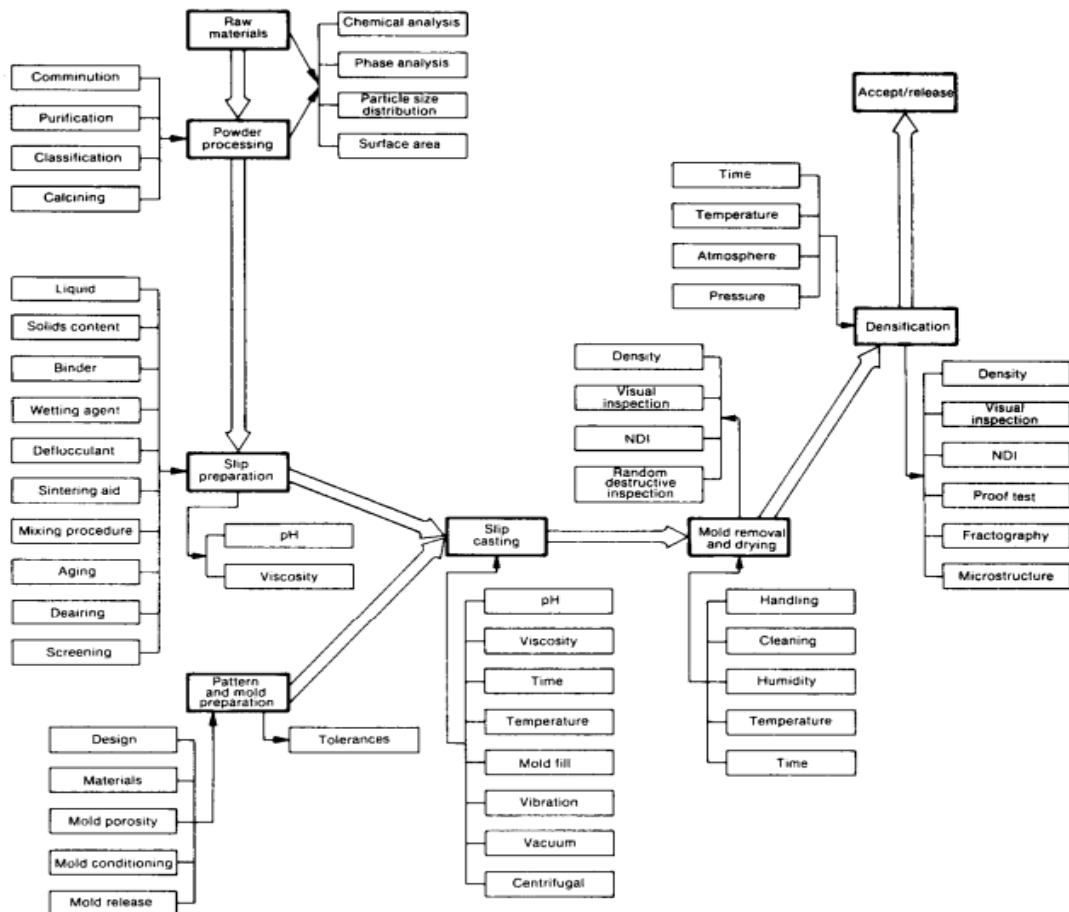 Raw
materials
Chemical analysis
Phase analysis
Particle size
distribution
Surface area
Comminution
Purification
Classification
Calcining
Powder
processing
Accept/release
Time
Temperature
Atmosphere
Pressure
Densification
Liquid
Solids content
Binder
Wetting agent
Deflocculant
Sintering aid
Mixing procedure
Aging
Deairing
Screening
Slip
preparation
pH
Viscosity
Density
Visual
inspection
NDI
Random
destructive
inspection
Density
Visual
inspection
NDI
Proof test
Fractography
Microstructure
Slip
casting
Mold removal
and drying
pH
Viscosity
Time
Temperature
Mold fill
Vibration
Vacuum
Centrifugal
Handling
Cleaning
Humidity
Temperature
Time
Pattern
and mold
preparation
Tolerances
Design
Materials
Mold porosity
Mold conditioning
Mold release